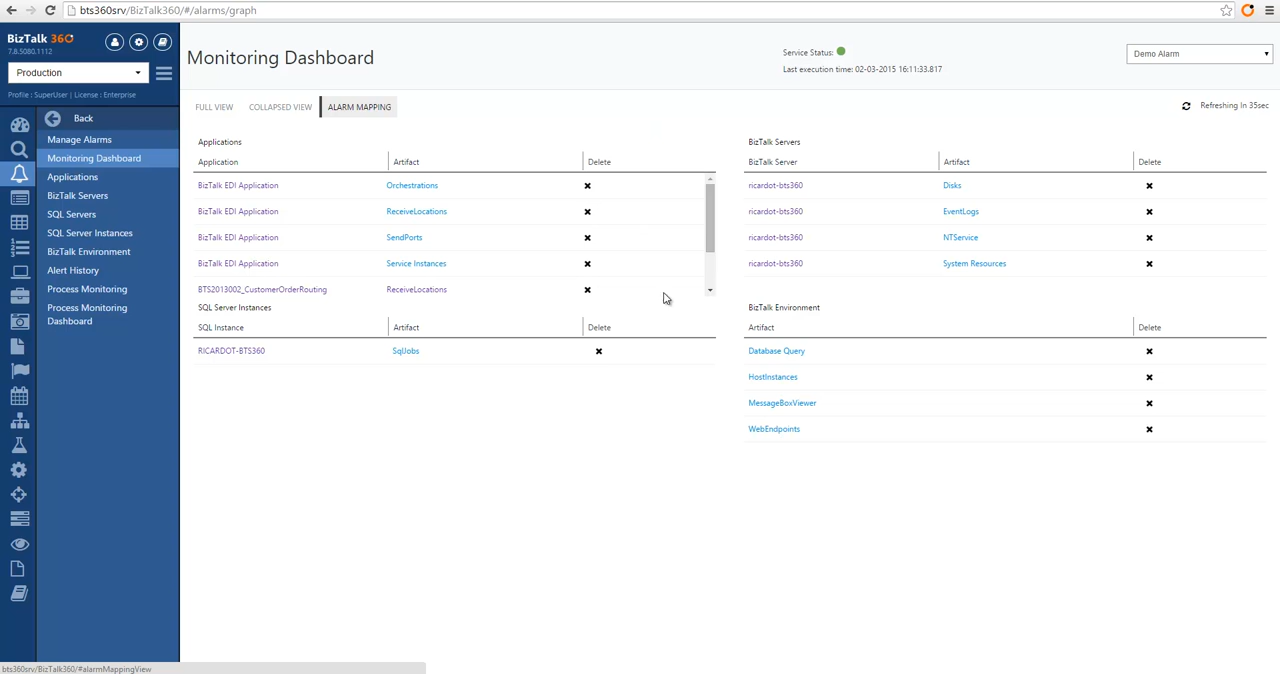 bts360srv/BizTalk360/#/alarms/graph
BizTalk 360
7.8.5080.1112
Production
Profile : SuperUser | License : Enterprise
Back
Manage Alarms
Monitoring Dashboard
Applications
BizTalk Servers
SQL Servers
SQL Server Instances
BizTalk Environment
Alert History
Process Monitoring
Process Monitoring
Dashboard
Monitoring Dashboard
Service Status:
Last execution time: 02-03-2015 16:11:33.817
Demo Alarm
FULL VIEW COLLAPSED VIEW ALARM MAPPING
Refreshing In 35sec
Applications
Application Artifact Delete
BizTalk EDI Application Orchestrations
BizTalk EDI Application ReceiveLocations
BizTalk EDI Application SendPorts
BizTalk EDI Application Service Instances
BTS2013002_CustomerOrderRouting ReceiveLocations
BizTalk Servers
BizTalk Server Artifact Delete
ricardot-bts360 Disks
ricardot-bts360 EventLogs
ricardot-bts360 NTService
ricardot-bts360 System Resources
SQL Server Instances
SQL Instance Artifact Delete
RICARDOT-BTS360 SqlJobs
BizTalk Environment
Artifact Delete
Database Query
HostInstances
MessageBoxViewer
WebEndpoints
bts360srv/BizTalk360/#alarmMappingView